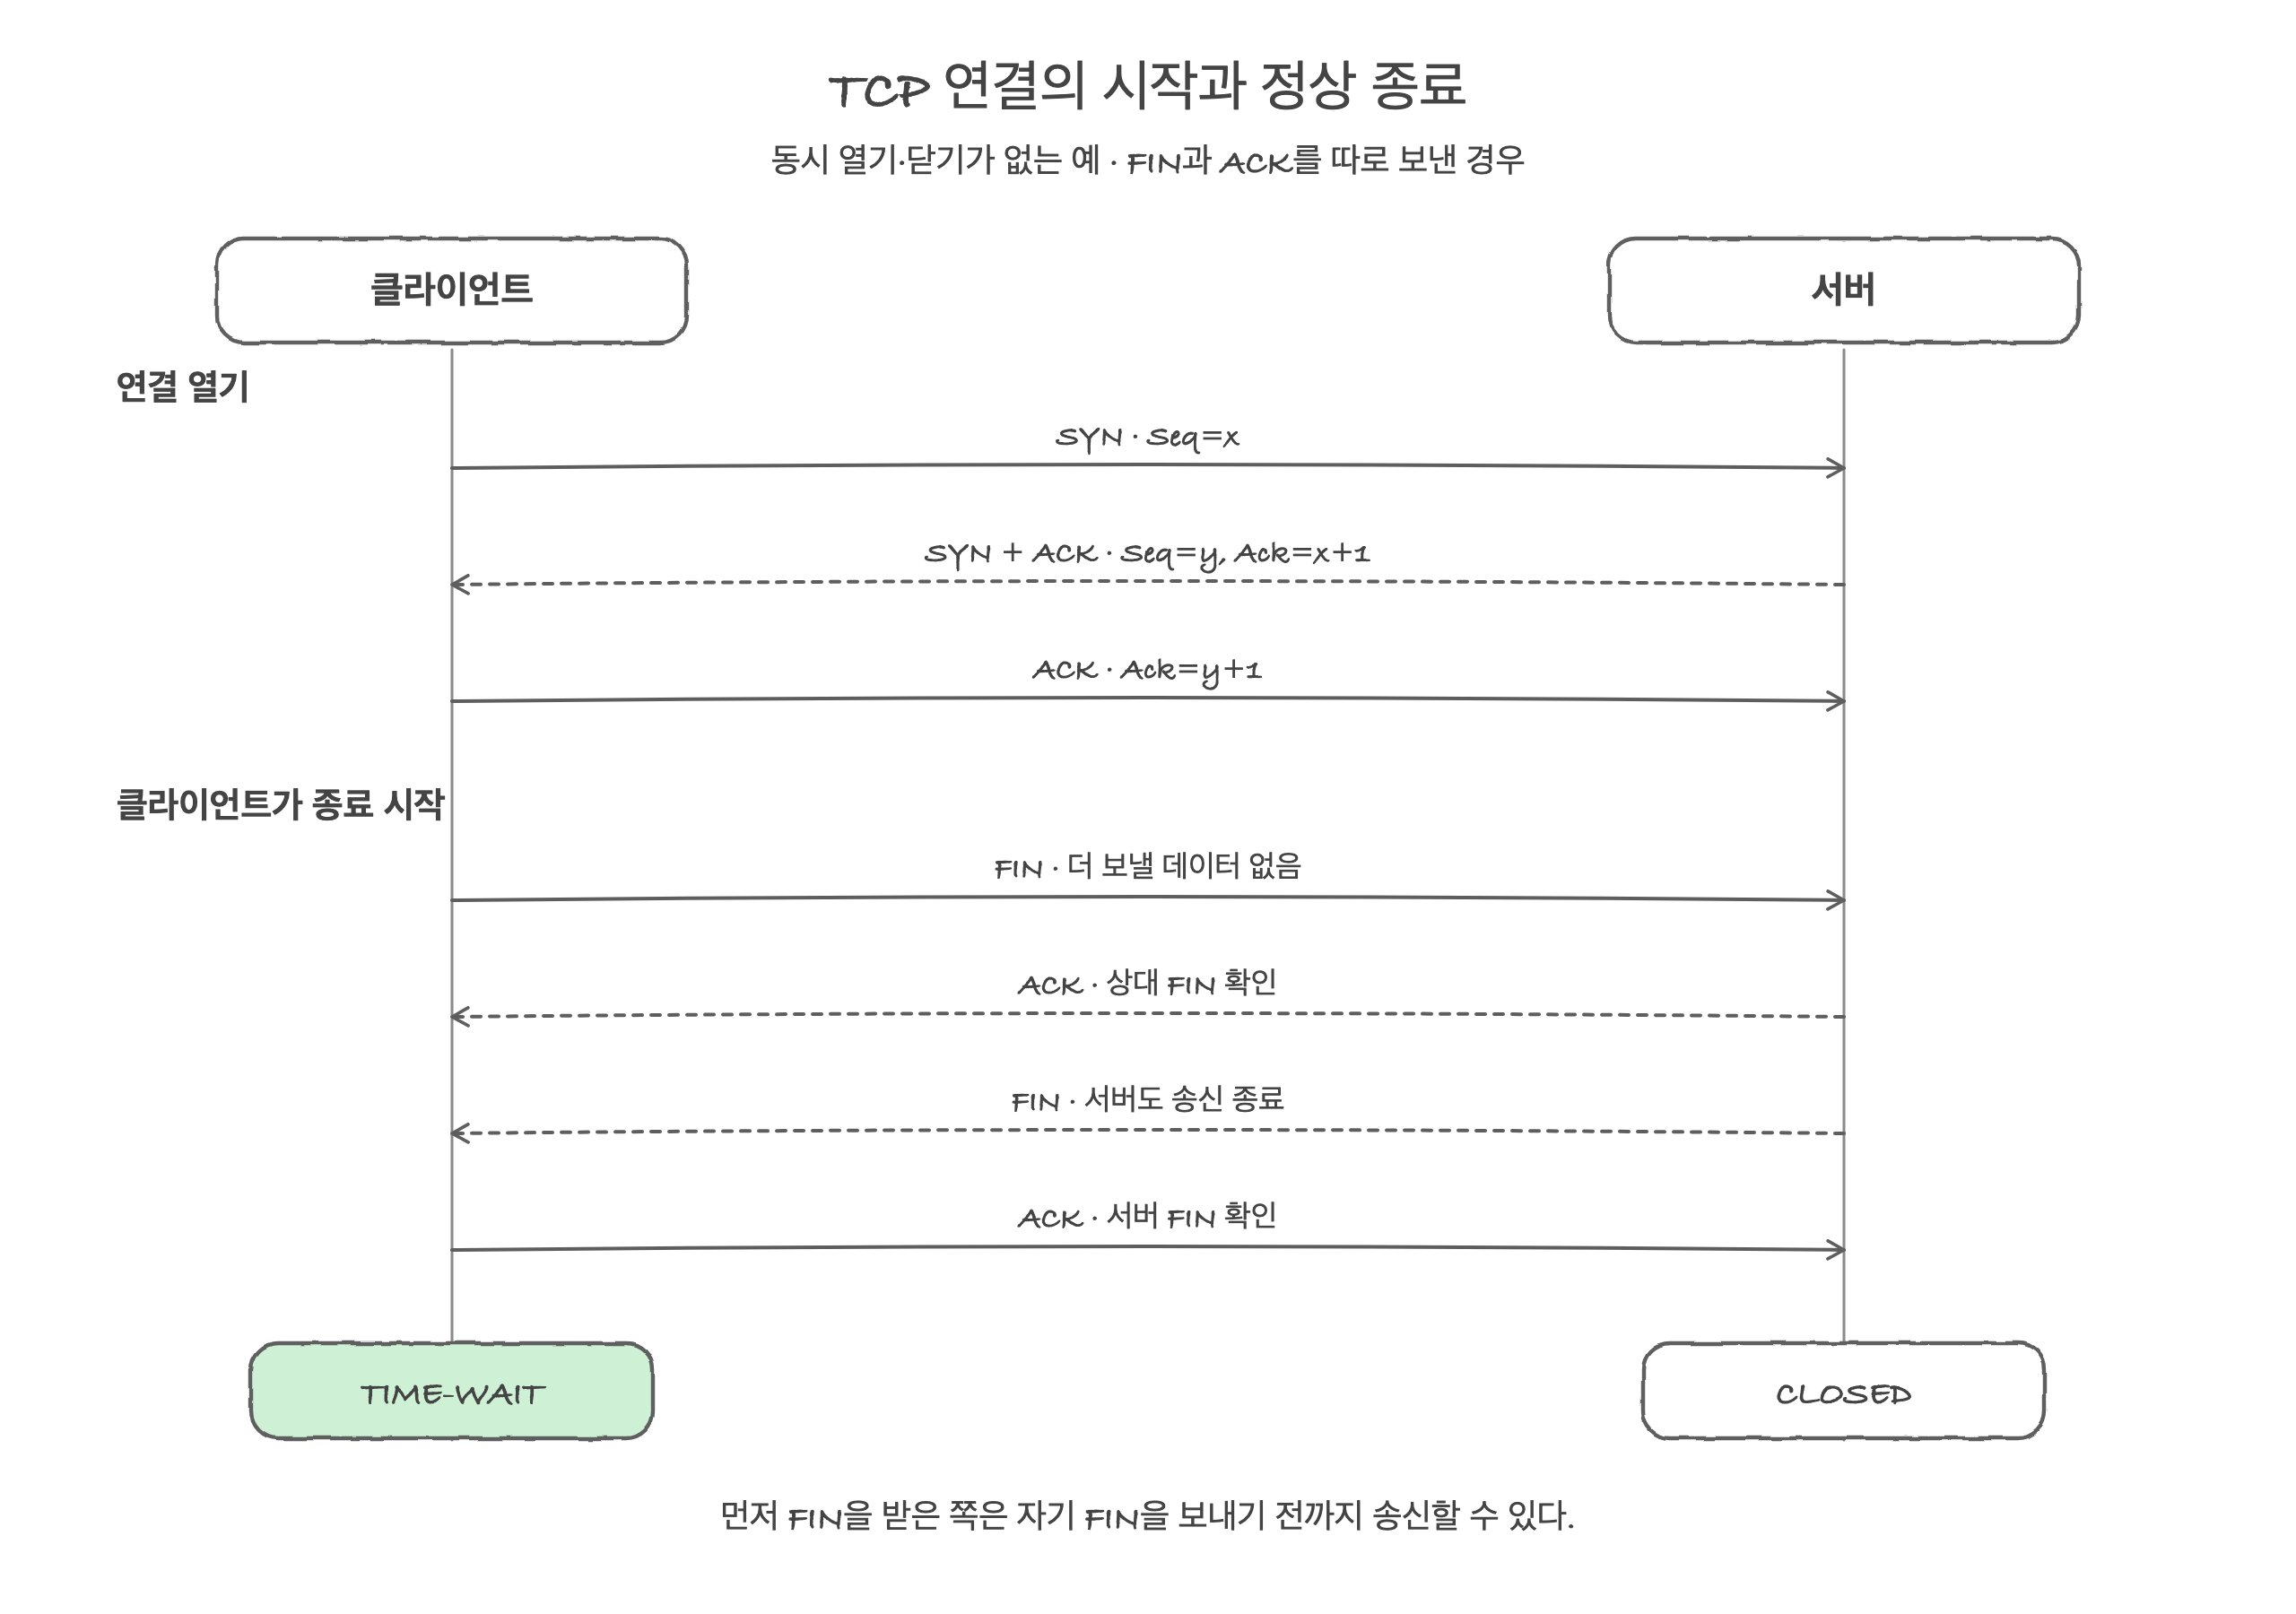 TCP 연결의 시작과 정상 종료
동시 열기·닫기가 없는 예 · FIN과 ACK를 따로 보낸 경우
클라이언트
서버
연결 열기
SYN · Seq=x
SYN + ACK · Seq=y, Ack=x+1
ACK · Ack=y+1
클라이언트가 종료 시작
FIN · 더 보낼 데이터 없음
ACK · 상대 FIN 확인
FIN · 서버도 송신 종료
ACK · 서버 FIN 확인
TIME-WAIT
CLOSED
먼저 FIN을 받은 쪽은 자기 FIN을 보내기 전까지 송신할 수 있다.